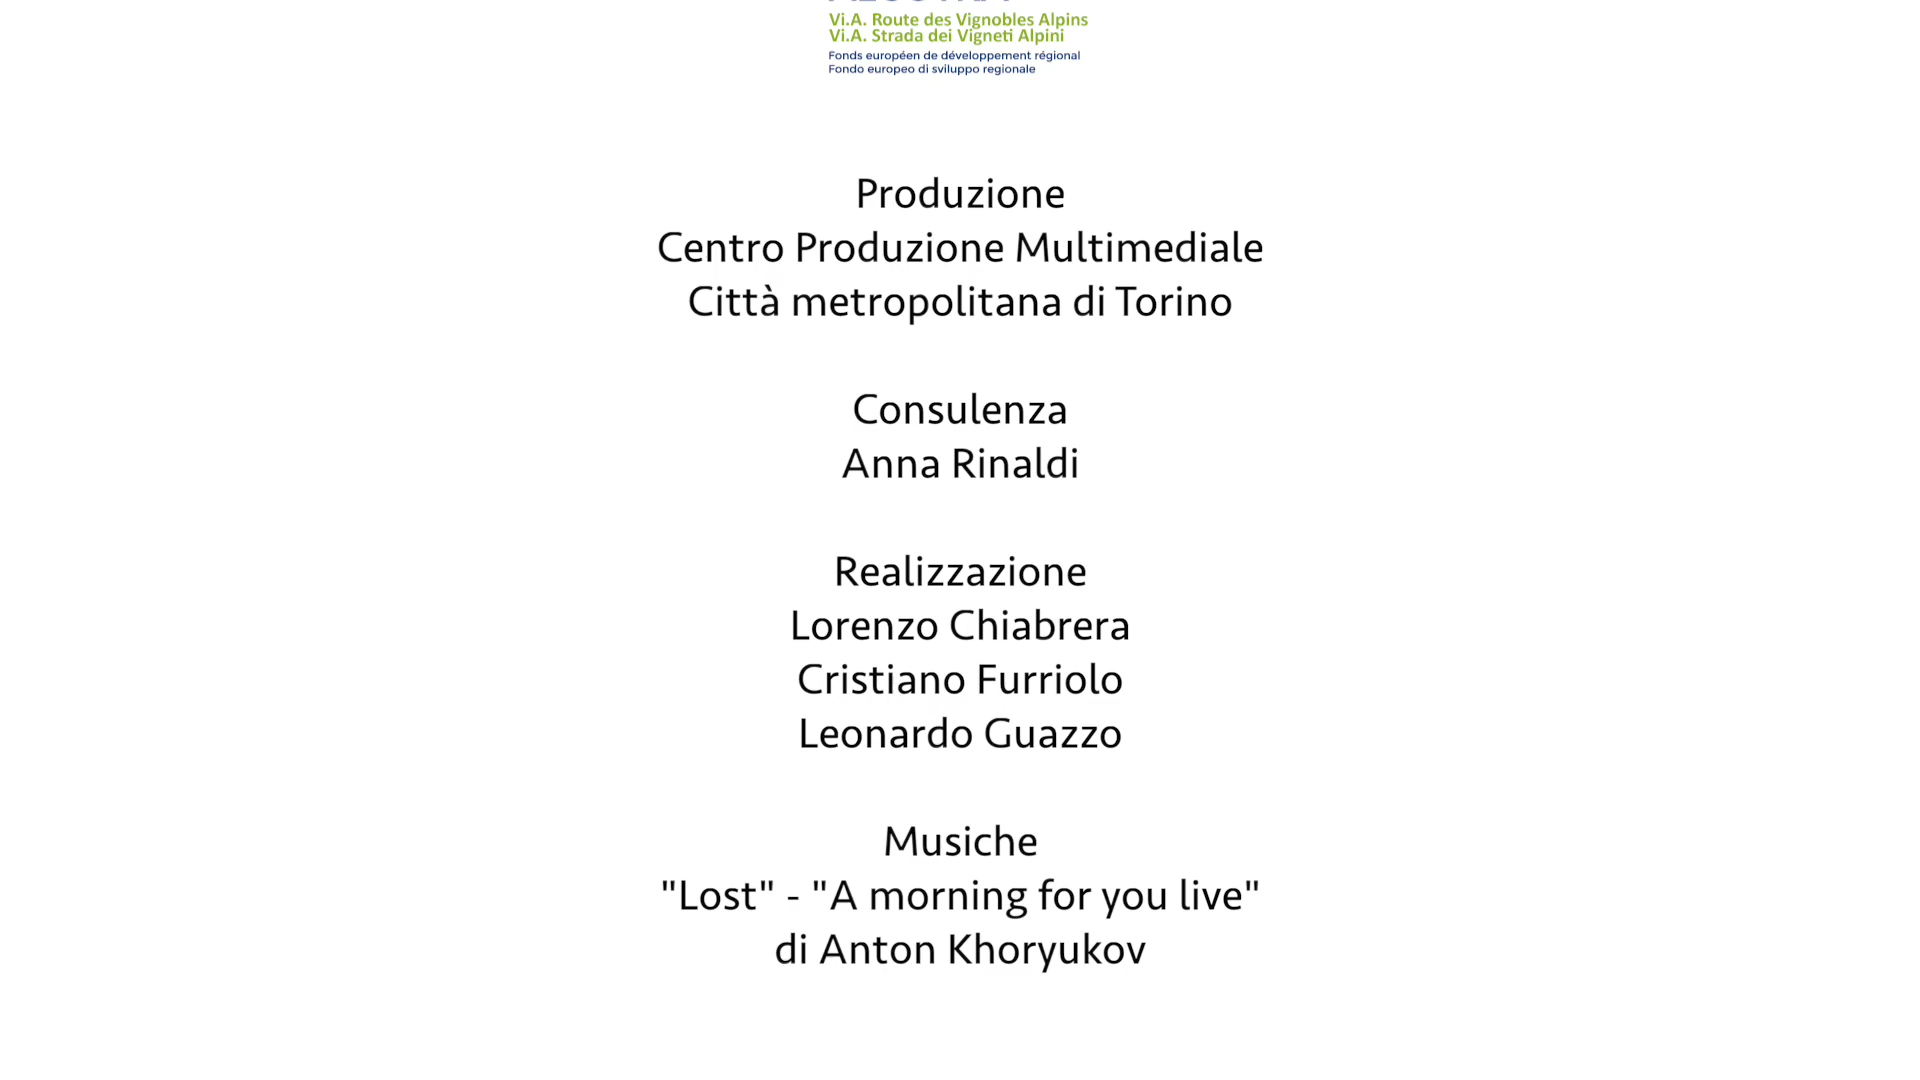 Vi.A. Route des Vignobles Alpins
Vi.A. Strada dei Vigneti Alpini
Fonds européen de développement régional
Fondo europeo di sviluppo regionale
Produzione
Centro Produzione Multimediale
Città metropolitana di Torino
Consulenza
Anna Rinaldi
Realizzazione
Lorenzo Chiabrera
Cristiano Furriolo
Leonardo Guazzo
Musiche
"Lost" - "A morning for you live"
di Anton Khoryukov